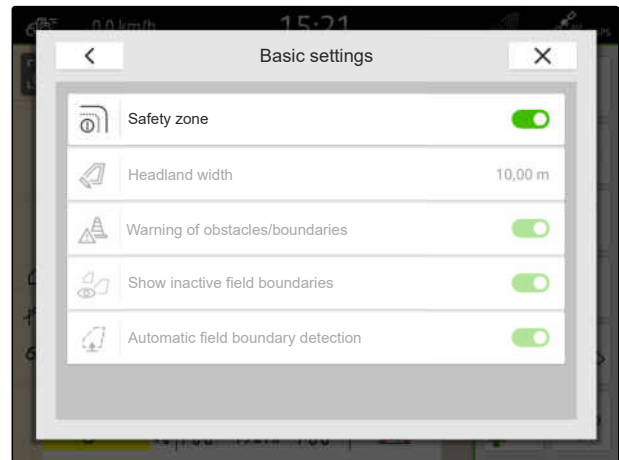 0.0 km/h 15:21
Basic settings
Safety zone
Headland width 10,00 m
Warning of obstacles/boundaries
Show inactive field boundaries
Automatic field boundary detection